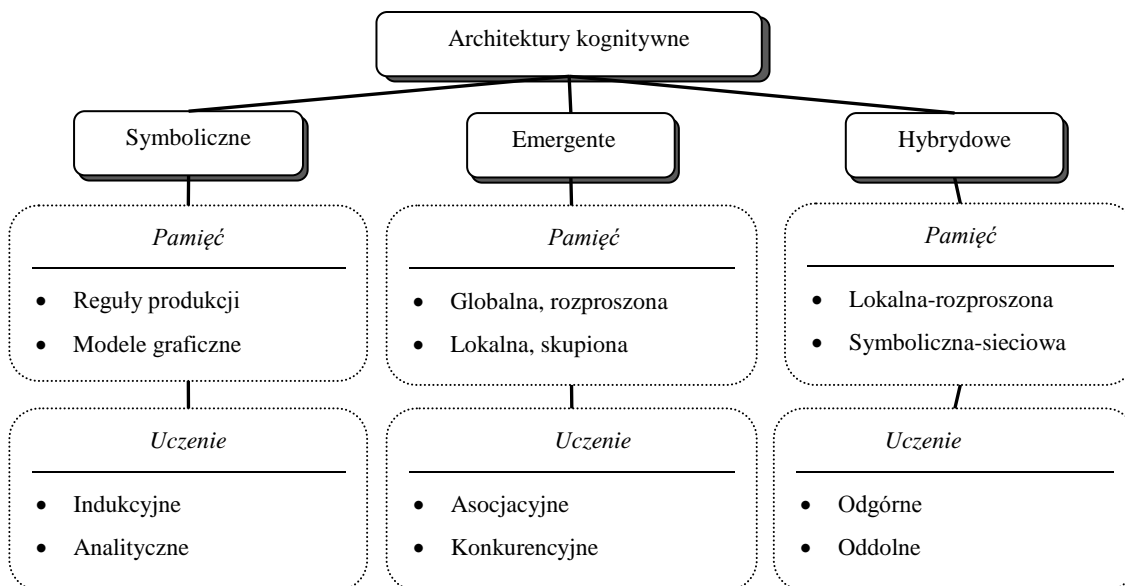 Architektury kognitywne
Symboliczne
Emergente
Hybrydowe
Pamięć
• Reguły produkcji
• Modele graficzne
Pamięć
• Globalna, rozproszona
• Lokalna, skupiona
Pamięć
• Lokalna-rozproszona
• Symboliczna-sieciowa
Uczenie
• Indukcyjne
• Analityczne
Uczenie
• Asocjacyjne
• Konkurencyjne
Uczenie
• Odgórne
• Oddolne